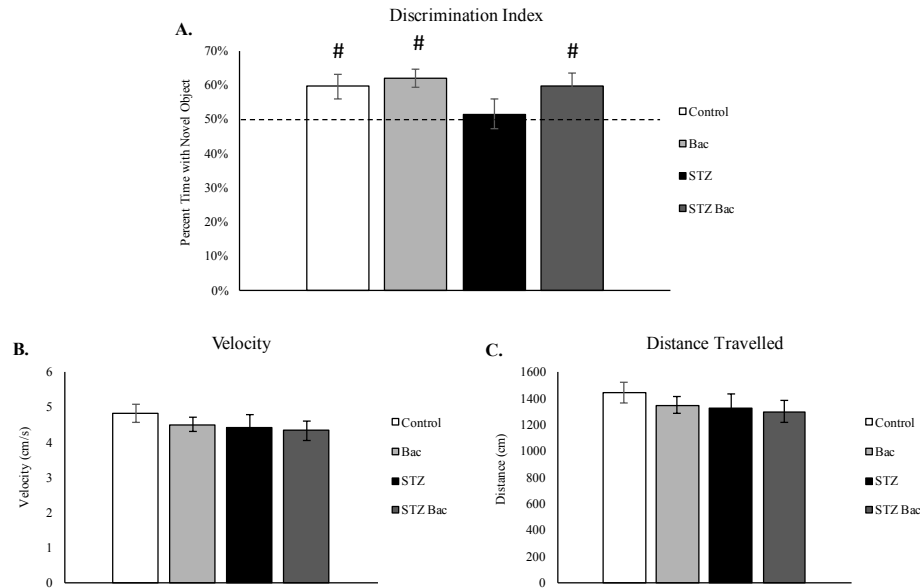 Discrimination Index
A.
Percent Time with Novel Object
70%
60%
50%
40%
30%
20%
10%
0%
#
#
#
Control
Bac
STZ
STZ Bac
B.
Velocity
Velocity (cm/s)
6
5
4
3
2
1
0
Control
Bac
STZ
STZ Bac
C.
Distance Travelled
Distance (cm)
1600
1400
1200
1000
800
600
400
200
0
Control
Bac
STZ
STZ Bac